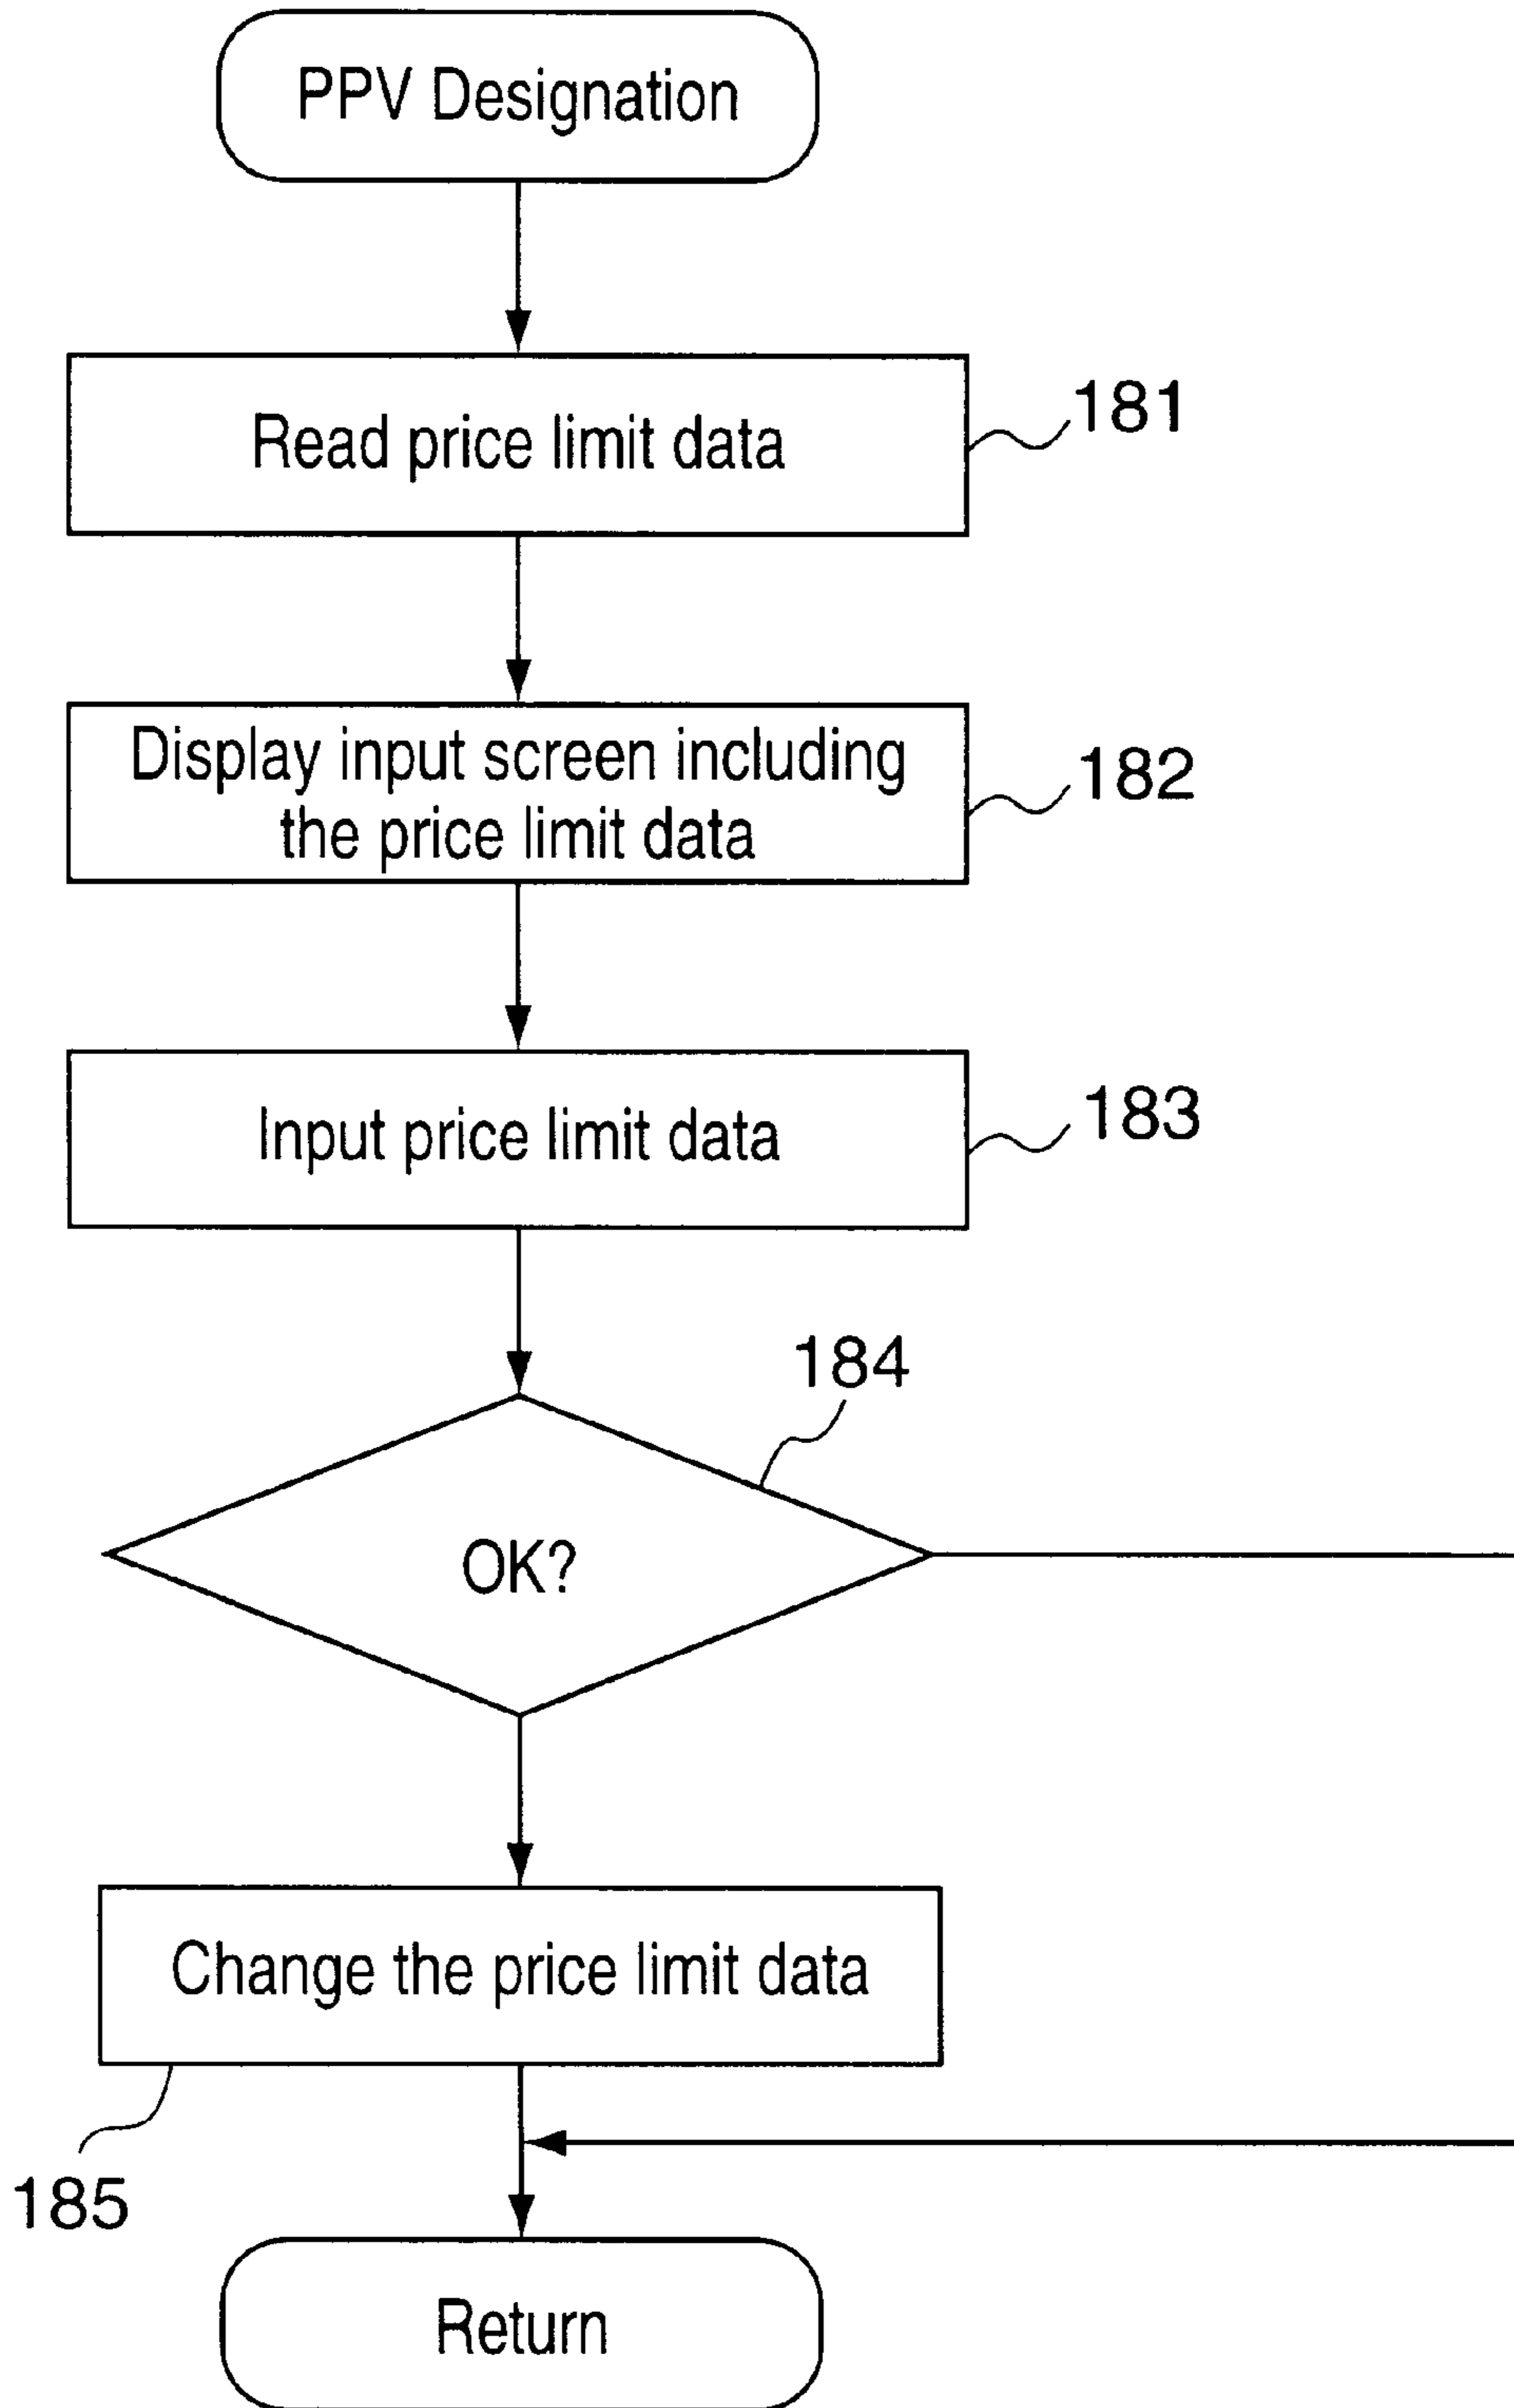 PPV Designation
Read price limit data
181
Display input screen including
the price limit data
182
Input price limit data
183
184
OK?
Change the price limit data
185
Return